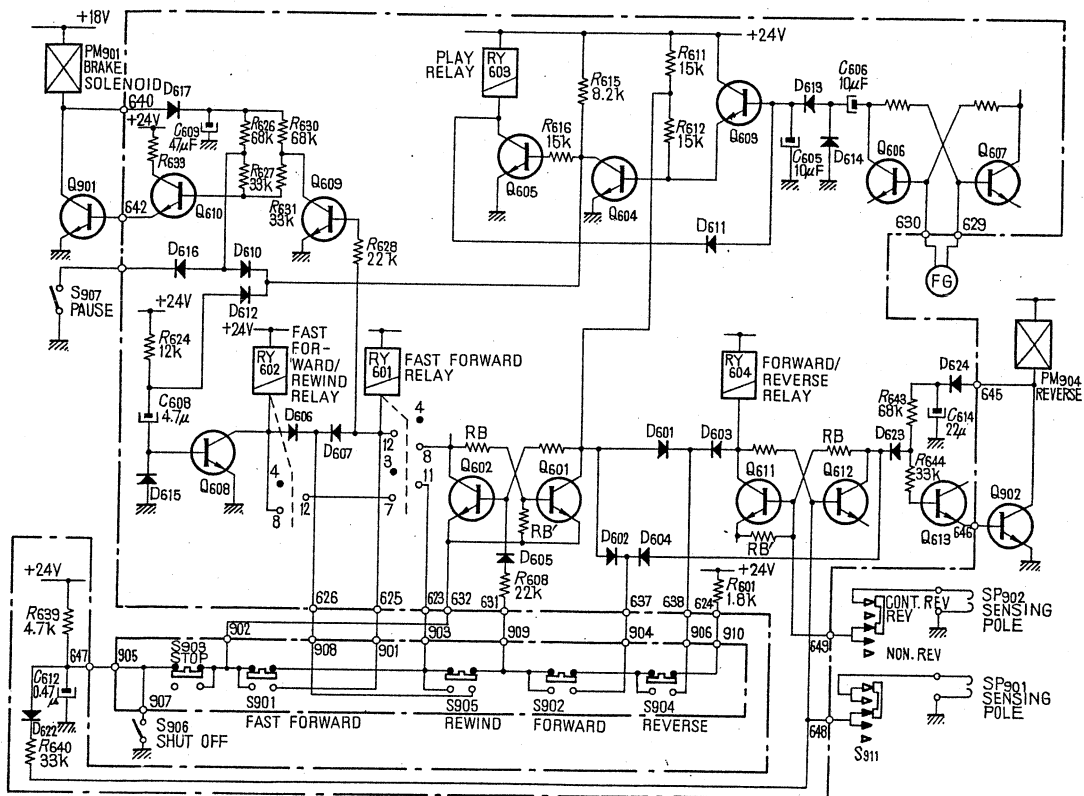 +18V
PM901
BRAKE
SOLENOID
640
D617
+24V
C609
47μF
R626
68K
R630
68K
R633
R627
33K
R631
33K
Q609
Q901
642
Q610
R628
22K
D616
D610
D612
S907
PAUSE
+24V
R624
12K
C608
4.7μ
D615
Q608
+24V
FAST
FOR-
WARD/
REWIND
RELAY
RY
602
RY
601
FAST FORWARD
RELAY
D606
D607
4
8
12
4
12
3
7
8
11
PLAY
RELAY
RY
603
+24V
R615
8.2K
R611
15K
R616
15K
R612
15K
Q605
Q604
Q603
D611
D613
C606
10μF
C605
10μF
D614
Q606
Q607
630
629
FG
RB
Q602
Q601
RB'
D605
R608
22K
D601
D603
D602
D604
RY
604
FORWARD/
REVERSE
RELAY
RB
Q611
Q612
RB'
D623
R643
68K
D624
C614
22μ
R644
33K
Q613
645
646
PM904
REVERSE
Q902
+24V
R601
1.8K
626
625
623
632
631
637
638
624
+24V
R639
4.7K
647
905
C612
0.47
μ
D622
R640
33K
907
S906
SHUT OFF
S903
STOP
902
908
901
903
909
904
906
910
S901
FAST FORWARD
S905
REWIND
S902
FORWARD
S904
REVERSE
649
CONT. REV
REV
NON. REV
SP902
SENSING
POLE
648
S911
SP901
SENSING
POLE